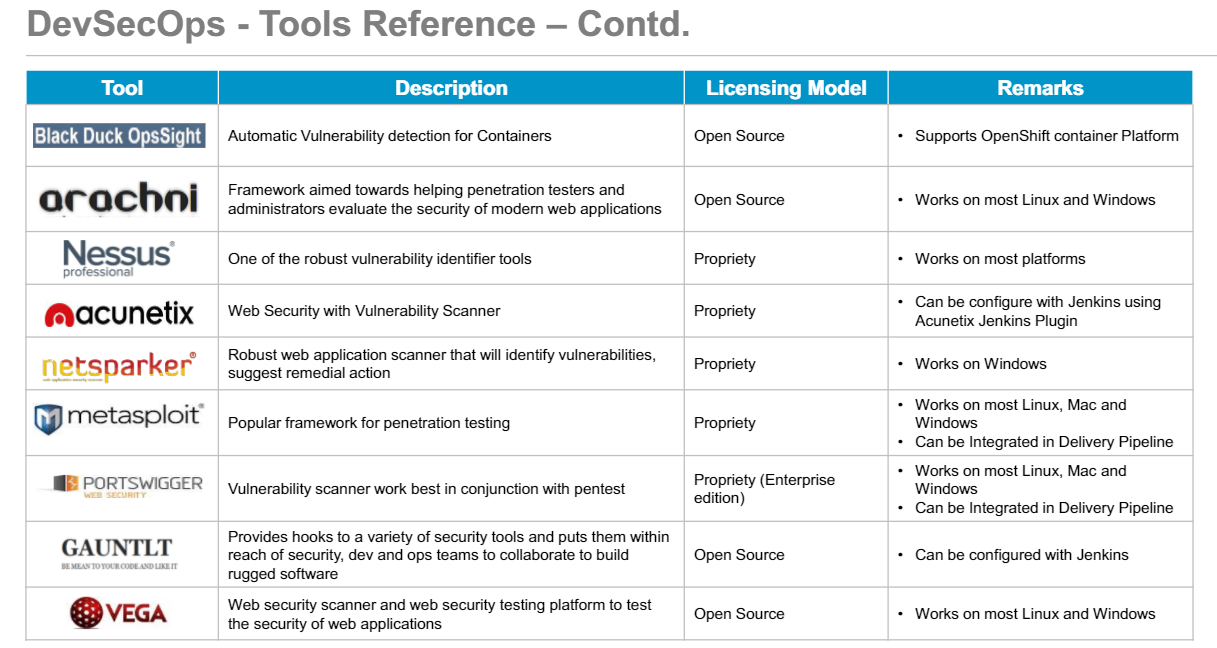 DevSecOps - Tools Reference – Contd.
Tool Description Licensing Model Remarks
Black Duck OpsSight
Automatic Vulnerability detection for Containers
Open Source
• Supports OpenShift container Platform
arachni
Framework aimed towards helping penetration testers and
administrators evaluate the security of modern web applications
Open Source
• Works on most Linux and Windows
Nessus®
professional
One of the robust vulnerability identifier tools
Propriety
• Works on most platforms
acunetix
Web Security with Vulnerability Scanner
Propriety
• Can be configure with Jenkins using
Acunetix Jenkins Plugin
netsparker®
web application security scanner
Robust web application scanner that will identify vulnerabilities,
suggest remedial action
Propriety
• Works on Windows
metasploit®
Popular framework for penetration testing
Propriety
• Works on most Linux, Mac and
Windows
• Can be Integrated in Delivery Pipeline
PORTSWIGGER
WEB SECURITY
Vulnerability scanner work best in conjunction with pentest
Propriety (Enterprise
edition)
• Works on most Linux, Mac and
Windows
• Can be Integrated in Delivery Pipeline
GAUNTLT
BE MEAN TO YOUR CODE AND LIKE IT
Provides hooks to a variety of security tools and puts them within
reach of security, dev and ops teams to collaborate to build
rugged software
Open Source
• Can be configured with Jenkins
VEGA
Web security scanner and web security testing platform to test
the security of web applications
Open Source
• Works on most Linux and Windows